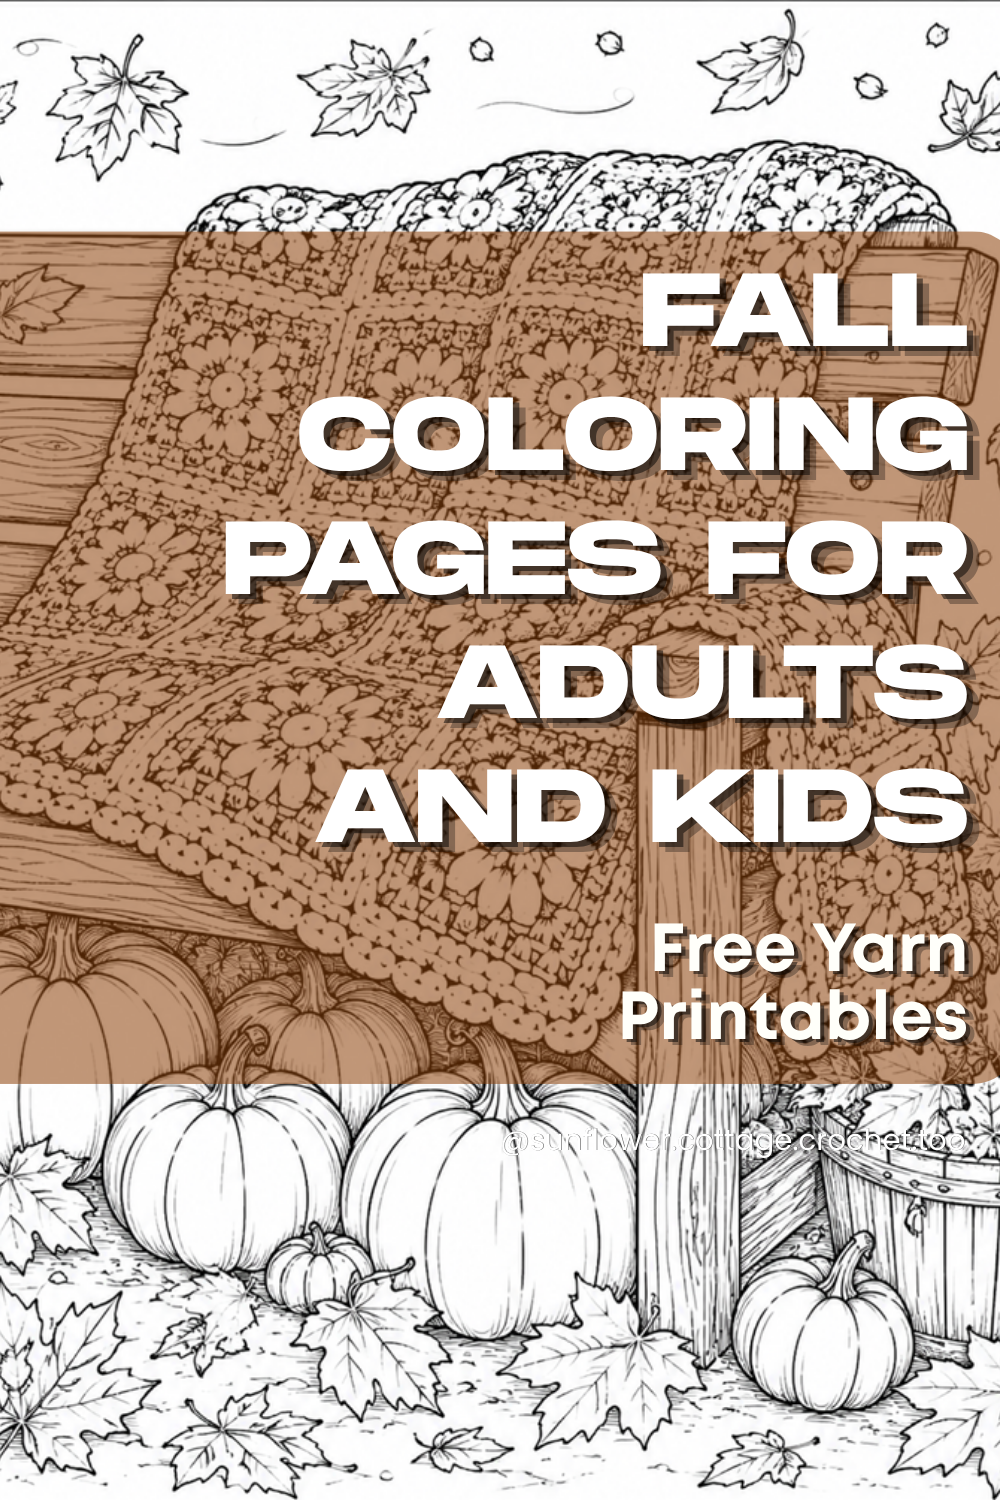 FALL
COLORING
PAGES FOR
ADULTS
AND KIDS
Free Yarn
Printables
@sunflower.cottage.crochet.too